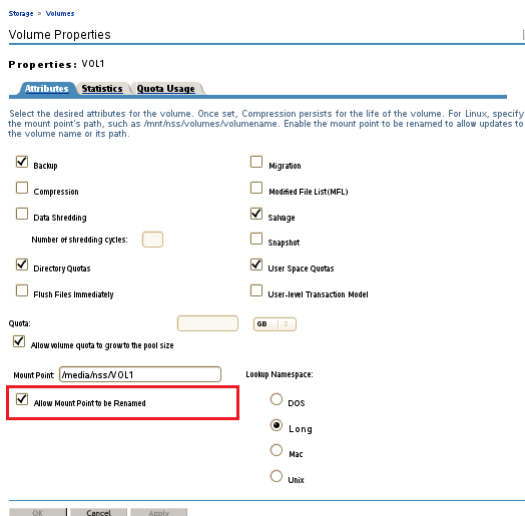 Storage > Volumes
Volume Properties
Properties: VOL1
Attributes Statistics Quota Usage
Select the desired attributes for the volume. Once set, Compression persists for the life of the volume. For Linux, specify
the mount point's path, such as /mnt/nss/volumes/volumename. Enable the mount point to be renamed to allow updates to
the volume name or its path.
Backup Migration
Compression Modified File List(MFL)
Data Shredding Salvage
Number of shredding cycles: Snapshot
Directory Quotas User Space Quotas
Flush Files Immediately User-level Transaction Model
Quota: GB
Allow volume quota to grow to the pool size
Mount Point: /media/nss/VOL1 Lookup Namespace:
Allow Mount Point to be Renamed DOS
Long
Mac
Unix
OK Cancel Apply